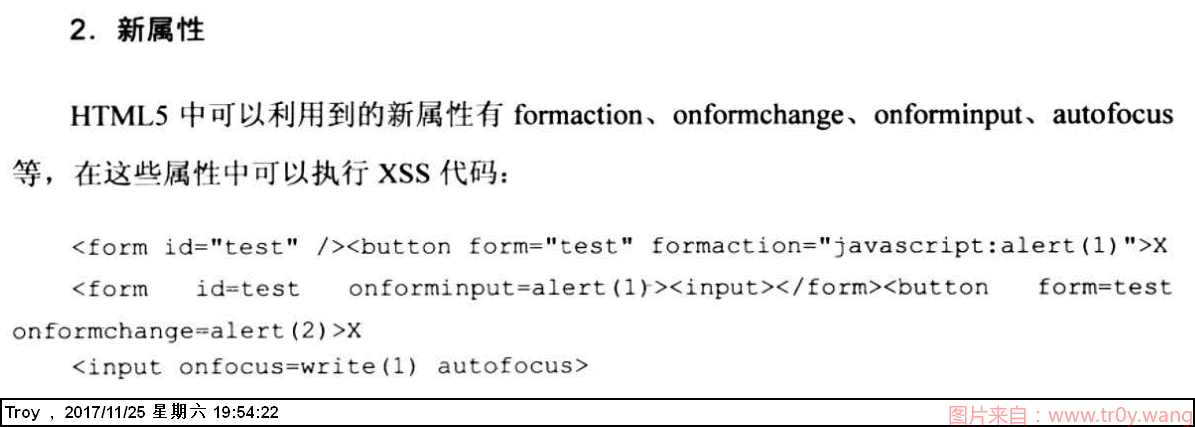 2. 新属性
HTML5 中可以利用到的新属性有 formaction、onformchange、onforminput、autofocus
等，在这些属性中可以执行 XSS 代码：
<form id="test" /><button form="test" formaction="javascript:alert(1)">X
<form id=test onforminput=alert(1)><input></form><button form=test
onformchange=alert(2)>X
<input onfocus=write(1) autofocus>
Troy , 2017/11/25 星期六 19:54:22
图片来自：www.tr0y.wang